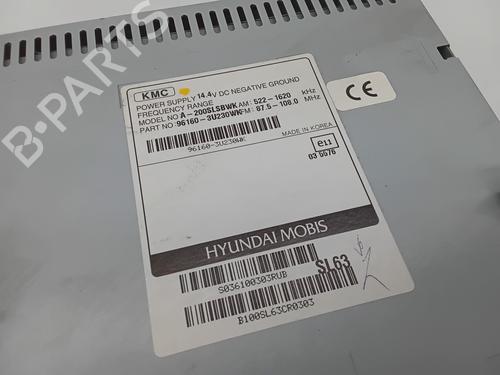 KMC
POWER SUPPLY 14.4V DC NEGATIVE GROUND
FREQUENCY RANGE
MODEL NO A-200SLSBWK AM: 522-1620 kHz
PART NO: 96160-3U230WK FM: 87.5-108.0 MHz
96160-3U230WK
MADE IN KOREA
e11
03 6576
CE
HYUNDAI MOBIS
SL63
S036100303RUB
B100SL63CR0303
B-PARTS